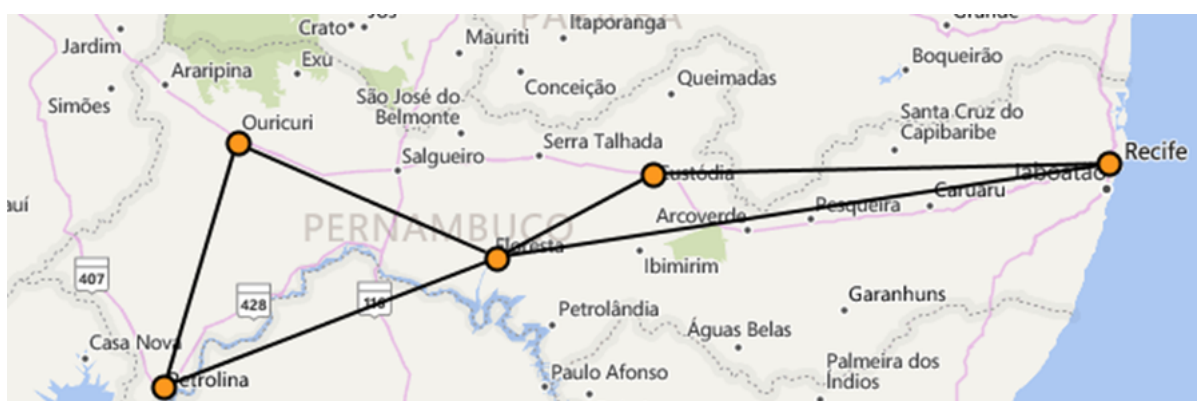 Crato
Itaporanga
Jardim
Mauriti
Boqueirão
Exu
Araripina
Queimadas
Conceição
Simões
São José do
Belmonte
Santa Cruz do
Capibaribe
Ouricuri
Serra Talhada
Recife
Salgueiro
Custódia
Jaboatão
Caruaru
Pesqueira
Arcoverde
PERNAMBUCO
Floresta
Ibimirim
407
428
116
Garanhuns
Petrolândia
Águas Belas
Casa Nova
Palmeira dos
Índios
Petrolina
Paulo Afonso